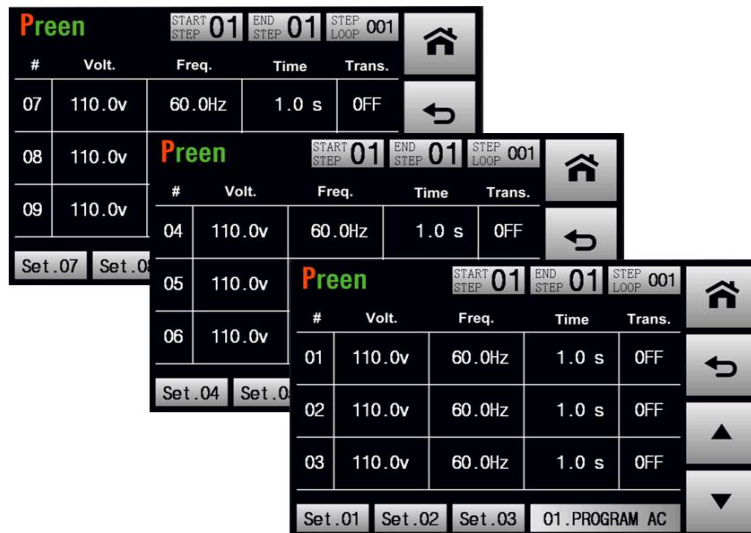 Preen START STEP 01 END STEP 01 STEP LOOP 001
# Volt. Freq. Time Trans.
07 110.0v 60.0Hz 1.0 s OFF
08 110.0v
09 110.0v
Set.07
Preen START STEP 01 END STEP 01 STEP LOOP 001
# Volt. Freq. Time Trans.
04 110.0v 60.0Hz 1.0 s OFF
05 110.0v
06 110.0v
Set.04
Preen START STEP 01 END STEP 01 STEP LOOP 001
# Volt. Freq. Time Trans.
01 110.0v 60.0Hz 1.0 s OFF
02 110.0v 60.0Hz 1.0 s OFF
03 110.0v 60.0Hz 1.0 s OFF
Set.01 Set.02 Set.03 01.PROGRAM AC